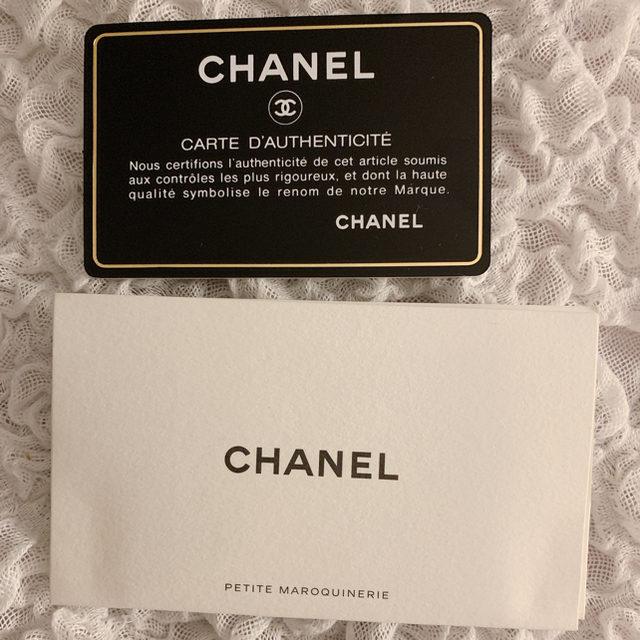 CHANEL
CARTE D'AUTHENTICITÉ
Nous certifions l'authenticité de cet article soumis
aux contrôles les plus rigoureux, et dont la haute
qualité symbolise le renom de notre Marque.
CHANEL
CHANEL
PETITE MAROQUINERIE